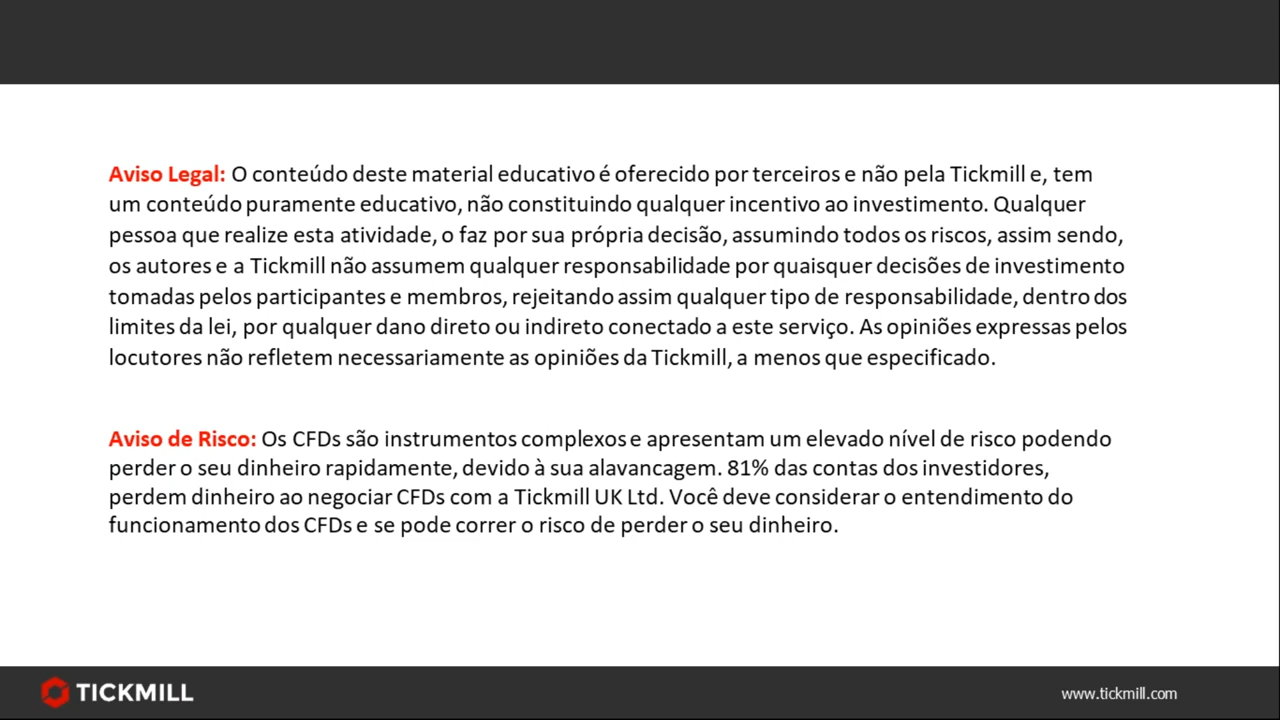 Aviso Legal: O conteúdo deste material educativo é oferecido por terceiros e não pela Tickmill e, tem
um conteúdo puramente educativo, não constituindo qualquer incentivo ao investimento. Qualquer
pessoa que realize esta atividade, o faz por sua própria decisão, assumindo todos os riscos, assim sendo,
os autores e a Tickmill não assumem qualquer responsabilidade por quaisquer decisões de investimento
tomadas pelos participantes e membros, rejeitando assim qualquer tipo de responsabilidade, dentro dos
limites da lei, por qualquer dano direto ou indireto conectado a este serviço. As opiniões expressas pelos
locutores não refletem necessariamente as opiniões da Tickmill, a menos que especificado.
Aviso de Risco: Os CFDs são instrumentos complexos e apresentam um elevado nível de risco podendo
perder o seu dinheiro rapidamente, devido à sua alavancagem. 81% das contas dos investidores,
perdem dinheiro ao negociar CFDs com a Tickmill UK Ltd. Você deve considerar o entendimento do
funcionamento dos CFDs e se pode correr o risco de perder o seu dinheiro.
TICKMILL
www.tickmill.com